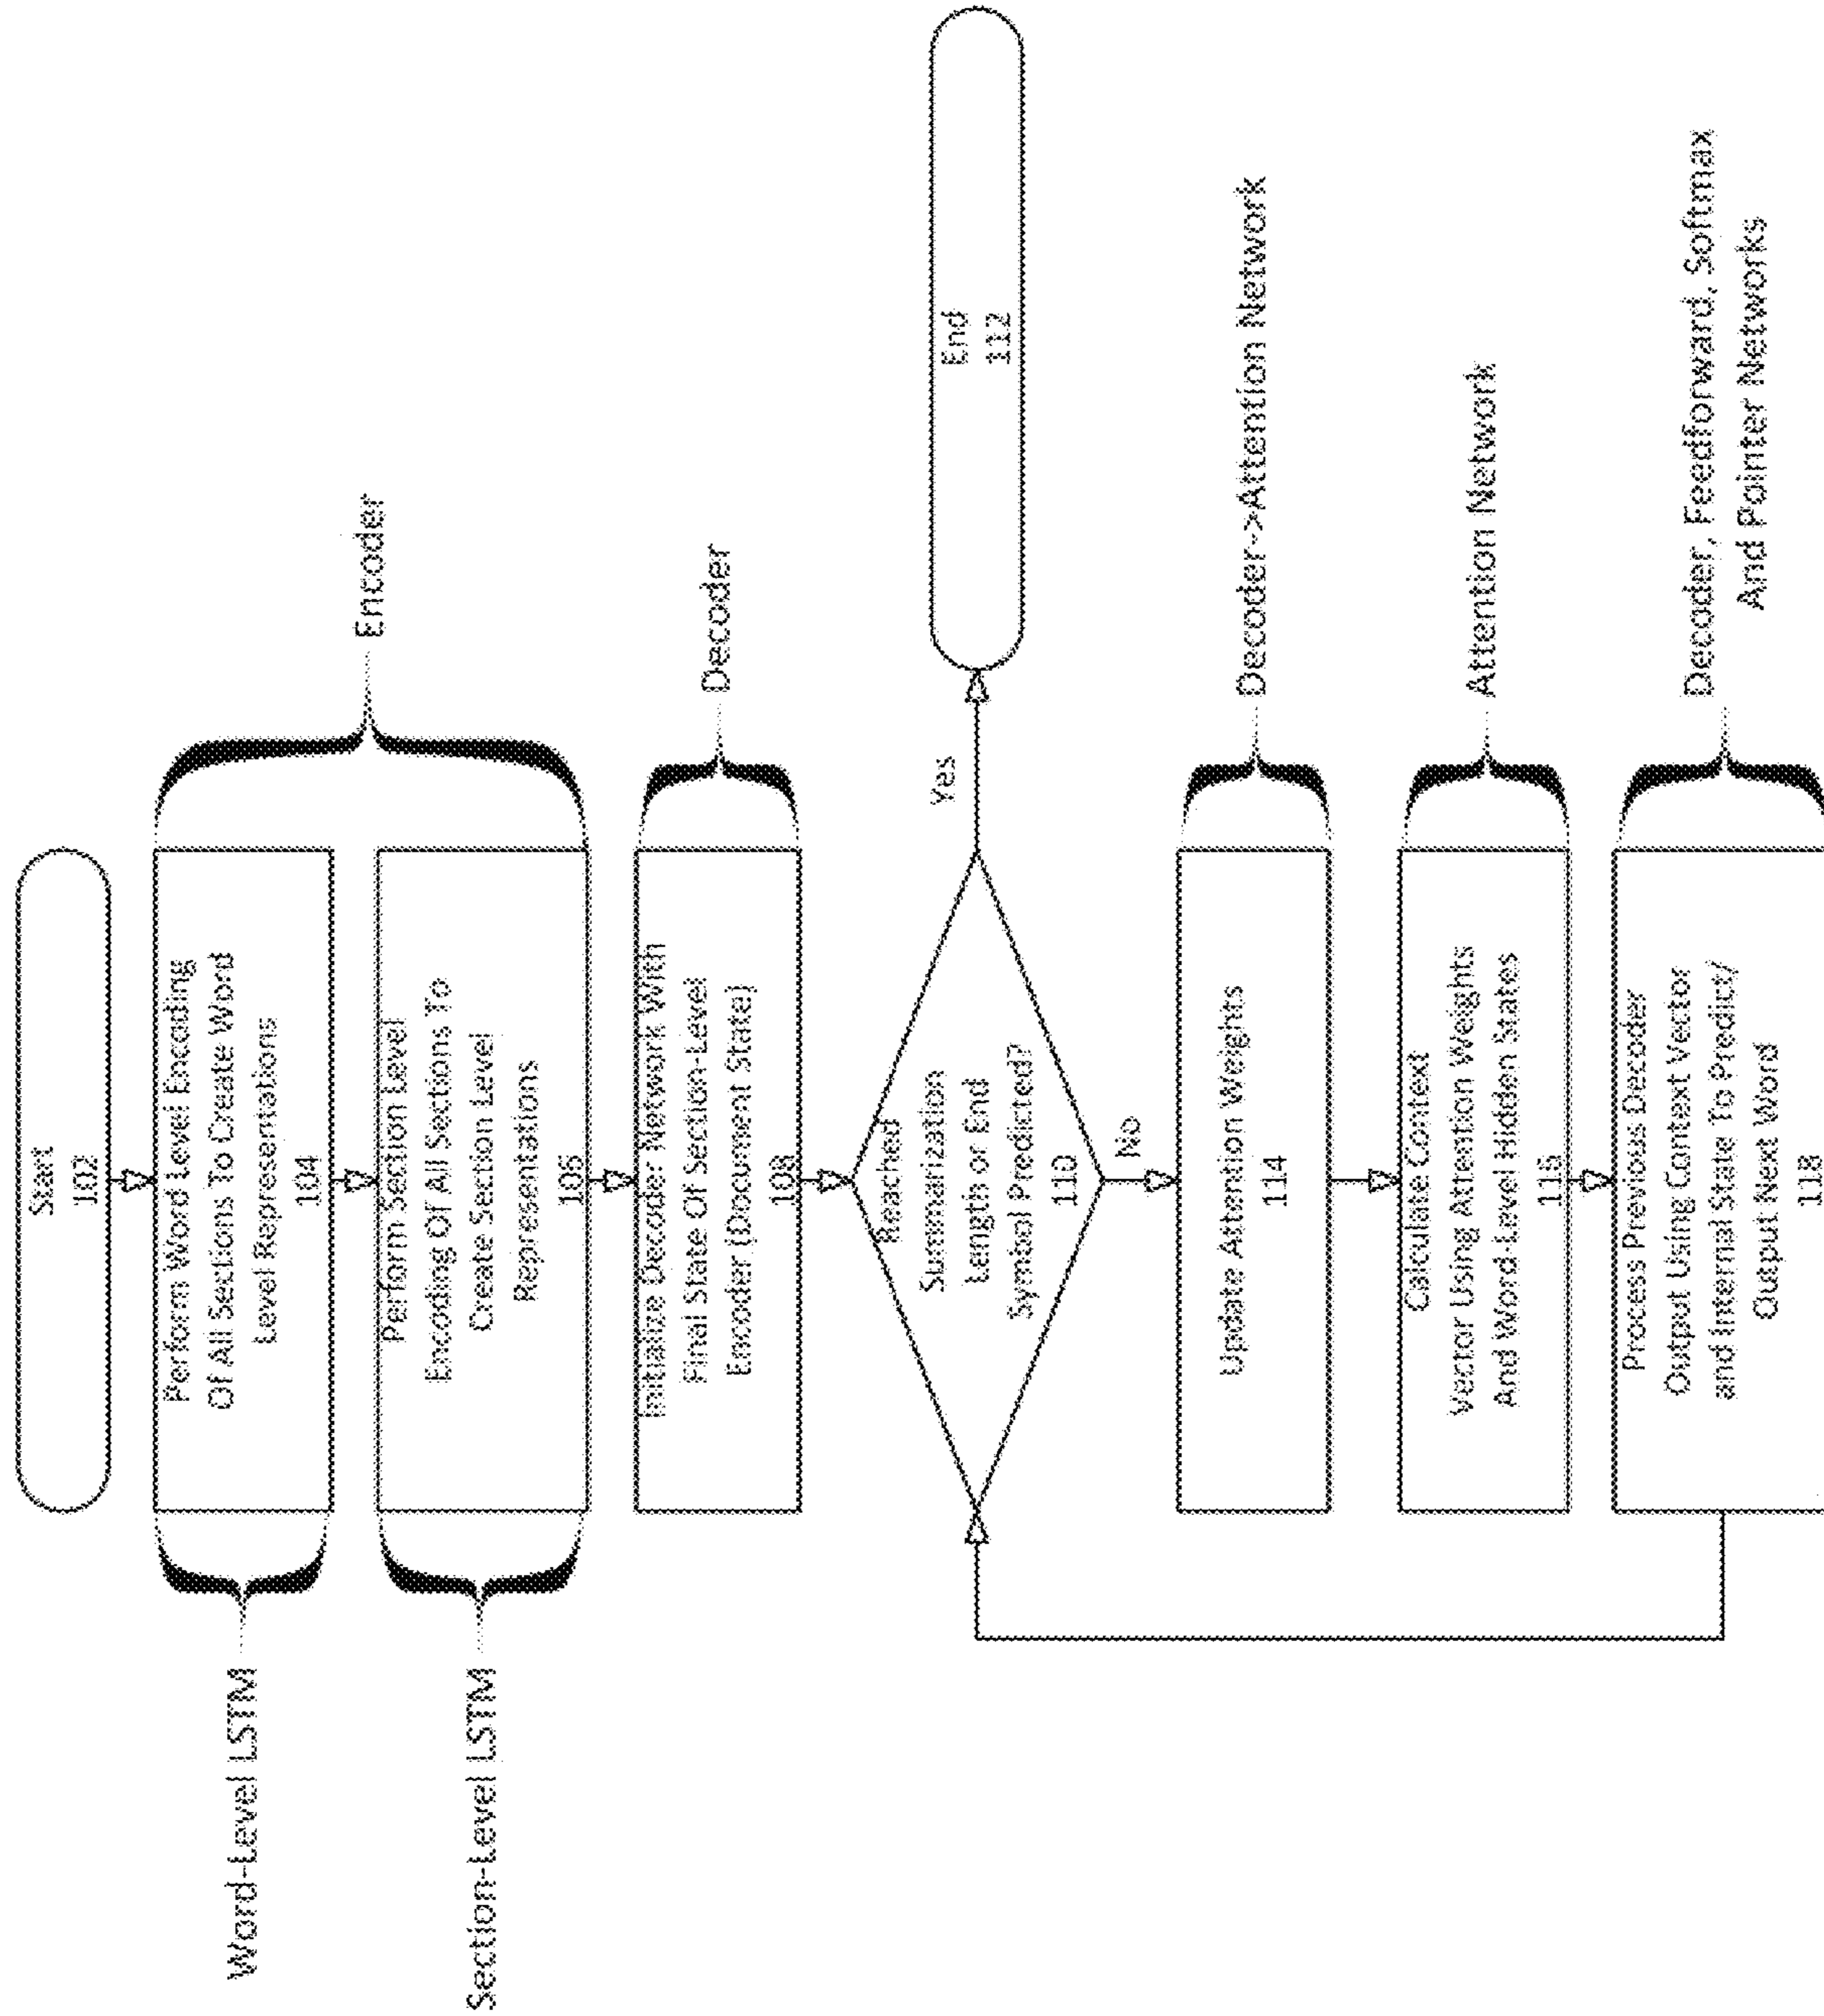 Start
102
Word-Level LSTM
Perform Word Level Encoding
Of All Sections To Create Word
Level Representations
104
Encoder
Section-Level LSTM
Perform Section Level
Encoding Of All Sections To
Create Section Level
Representations
106
Initialize Decoder Network With
Final State Of Section-Level
Encoder (Document State)
108
Decoder
Reached
Summarization
Length or End
Symbol Predicted?
110
Yes
End
112
No
Update Attention Weights
114
Decoder->Attention Network
Calculate Context
Vector Using Attention Weights
And Word-Level Hidden States
116
Attention Network
Process Previous Decoder
Output Using Context Vector
and Internal State To Predict/
Output Next Word
118
Decoder, Feedforward, Softmax
And Pointer Networks